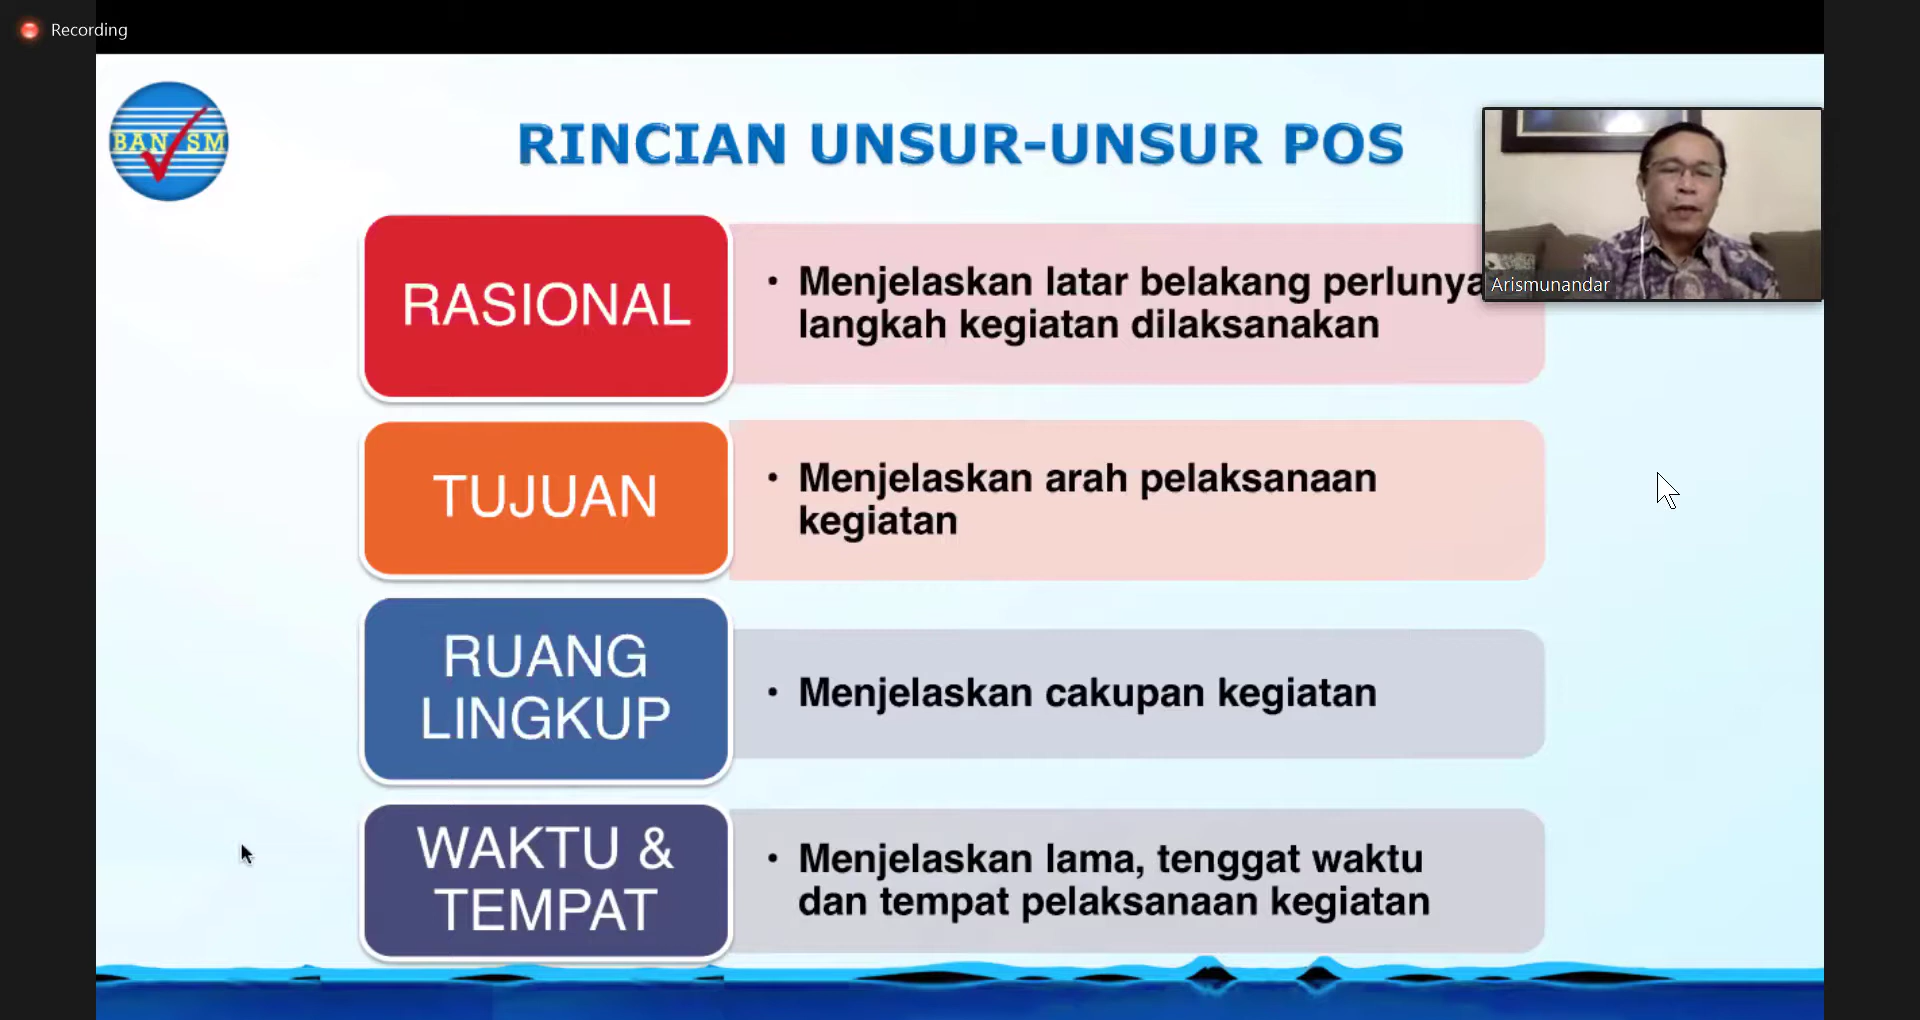 Recording
BAN SM
RINCIAN UNSUR-UNSUR POS
Arismunandar
RASIONAL
• Menjelaskan latar belakang perlunya
langkah kegiatan dilaksanakan
TUJUAN
• Menjelaskan arah pelaksanaan
kegiatan
RUANG
LINGKUP
• Menjelaskan cakupan kegiatan
WAKTU &
TEMPAT
• Menjelaskan lama, tenggat waktu
dan tempat pelaksanaan kegiatan